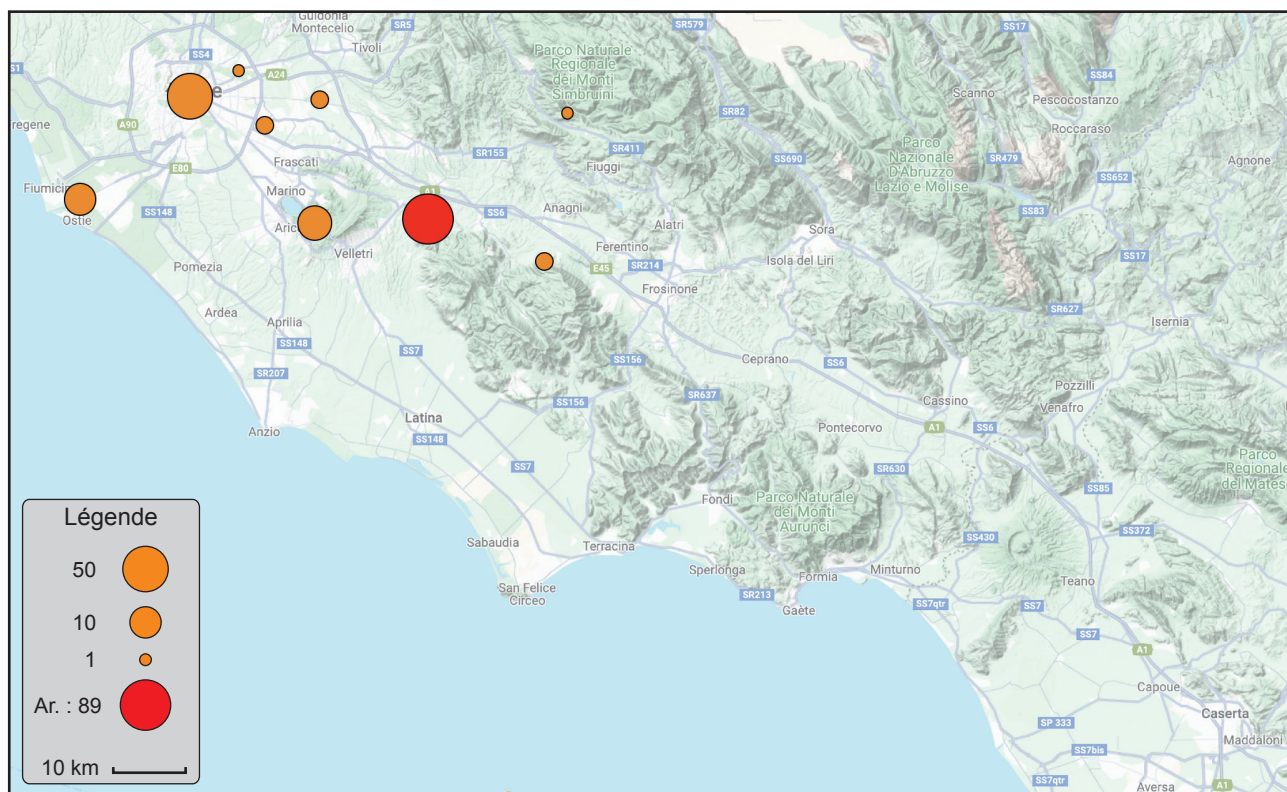 Guidonia
Montecelio
SR5
SR579
SS17
Tivoli
SS4
Parco Naturale
Regionale
dei Monti
Simbruini
A24
SS84
S1
e
Scanno
Pescocostanzo
regene
A90
SR82
Roccaraso
Frascati
SR155
SR411
SS690
Parco
Nazionale
D'Abruzzo
Lazio e Molise
SR479
Agnone
E80
Fiuggi
SS652
Fiumicin
Marino
A1
Ostie
SS148
Aric
SS6
Anagni
Alatri
SS83
Velletri
Ferentino
Sora
Pomezia
E45
SR214
Isola del Liri
SS17
Frosinone
Ardea
Aprilia
SR627
Isernia
SS148
SS7
SR207
SS156
Ceprano
SS6
Pozzilli
SS156
SR637
Cassino
Venafro
Latina
Anzio
SS148
Pontecorvo
A1
SS6
SS7
SR630
Parco
Regionale
del Matese
SS85
Fondi
Parco Naturale
dei Monti
Aurunci
Légende
SS372
Sabaudia
Terracina
SS430
50
Sperlonga
Formia
Minturno
Teano
San Felice
Circeo
SR213
Gaète
SS7qtr
SS7
10
SS7
1
A1
Capoue
Ar. : 89
Caserta
SP 333
Maddaloni
SS7bis
10 km
SS7qtr
Aversa
A1